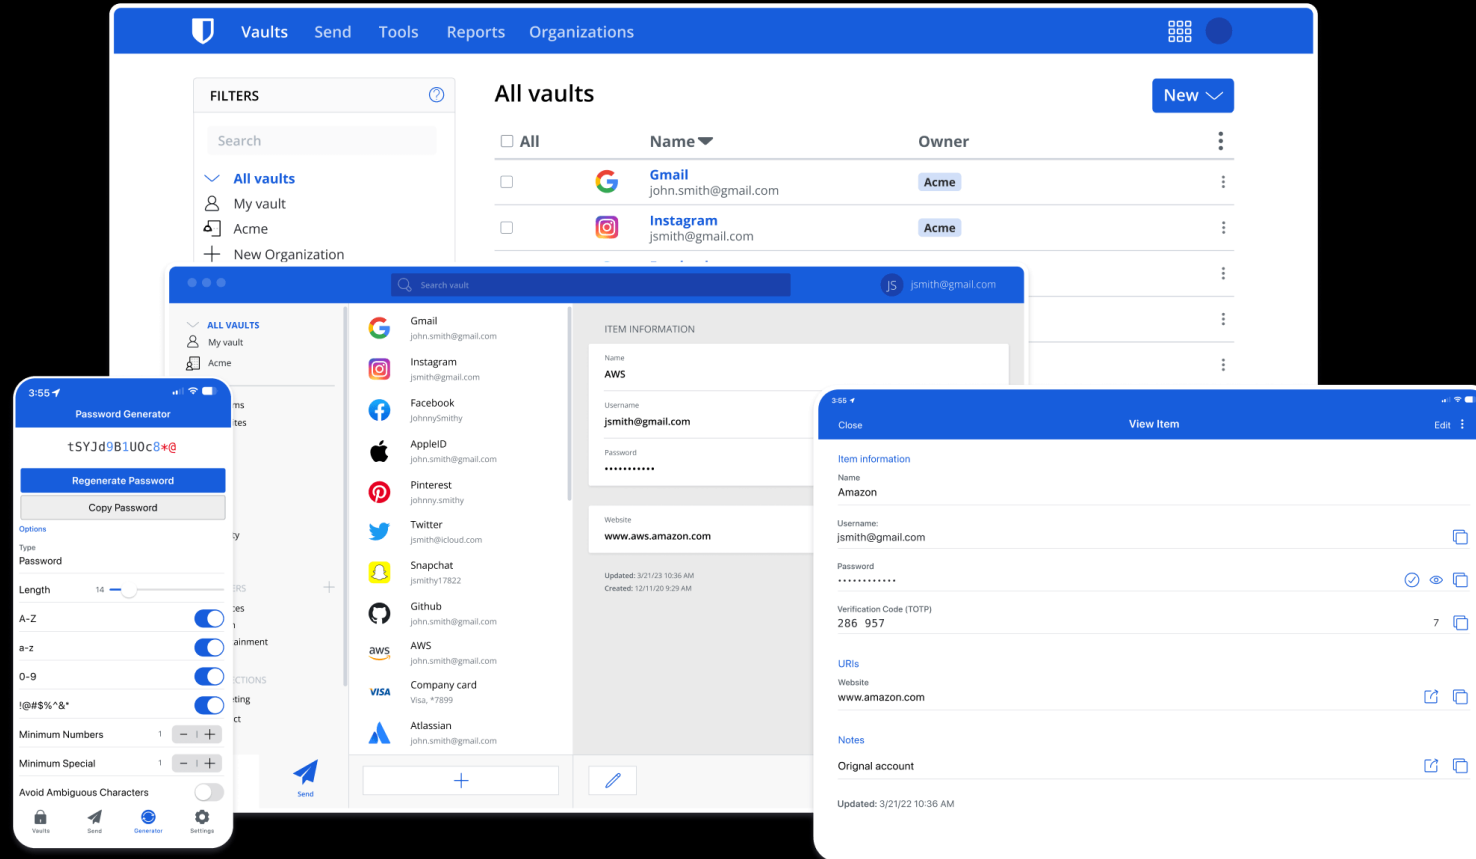 Vaults Send Tools Reports Organizations
FILTERS
Search
All vaults
My vault
Acme
New Organization
All vaults
New
All Name Owner
Gmail
john.smith@gmail.com
Acme
Instagram
jsmith@gmail.com
Acme
Search vault
JS jsmith@gmail.com
ALL VAULTS
My vault
Acme
Gmail
john.smith@gmail.com
Instagram
jsmith@gmail.com
Facebook
JohnnySmithy
AppleID
john.smith@gmail.com
Pinterest
johnny.smithy
Twitter
jsmith@icloud.com
Snapchat
jsmithy17822
Github
john.smith@gmail.com
aws
AWS
john.smith@gmail.com
VISA
Company card
Visa, *7899
Atlassian
john.smith@gmail.com
Send
ITEM INFORMATION
Name
AWS
Username
jsmith@gmail.com
Password
•••••••••••
Website
www.aws.amazon.com
Updated: 3/21/23 10:36 AM
Created: 12/11/20 9:29 AM
3:55
Password Generator
tSYJd9B1UOc8*@
Regenerate Password
Copy Password
Options
Type
Password
Length 14
A-Z
a-z
0-9
!@#$%^&*
Minimum Numbers 1
Minimum Special 1
Avoid Ambiguous Characters
Vaults Send Generator Settings
3:55
Close View Item Edit
Item information
Name
Amazon
Username:
jsmith@gmail.com
Password
••••••••••••
Verification Code (TOTP)
286 957 7
URIs
Website
www.amazon.com
Notes
Orignal account
Updated: 3/21/22 10:36 AM